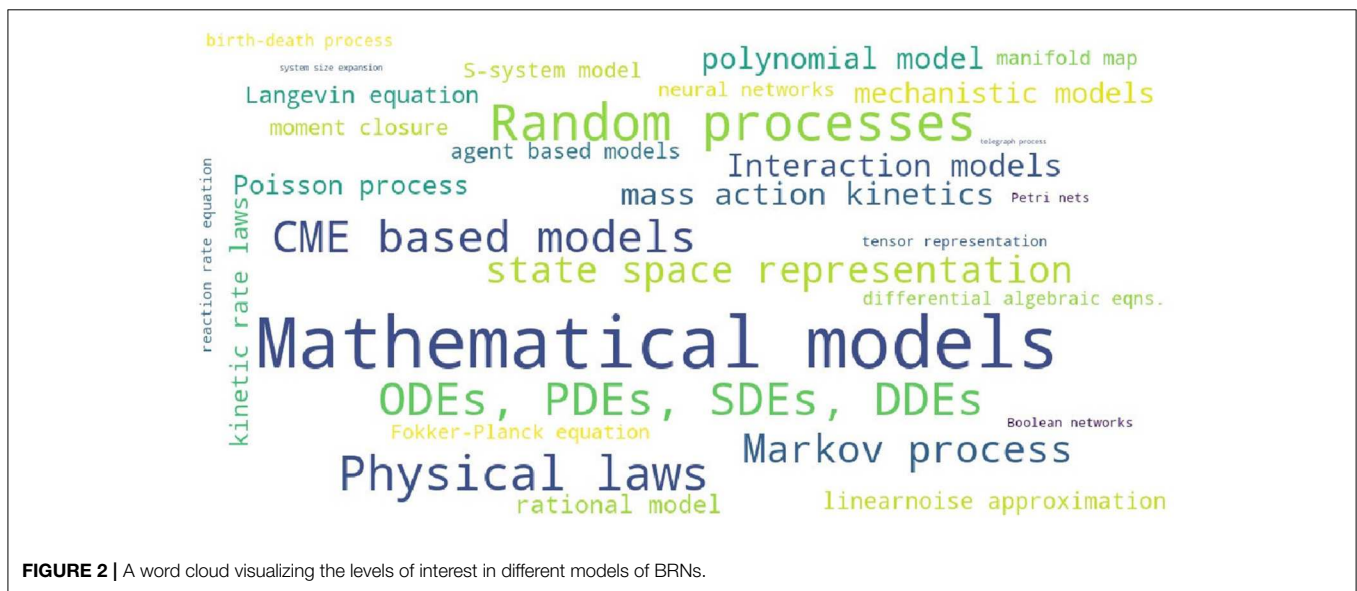 birth-death process
system size expansion
S-system model
polynomial model
manifold map
Langevin equation
neural networks
mechanistic models
moment closure
Random processes
telegraph process
agent based models
Interaction models
reaction rate equation
kinetic rate laws
Poisson process
mass action kinetics
Petri nets
CME based models
tensor representation
state space representation
differential algebraic eqns.
Mathematical models
ODEs, PDEs, SDEs, DDEs
Boolean networks
Fokker-Planck equation
Markov process
Physical laws
rational model
linearnoise approximation
FIGURE 2 | A word cloud visualizing the levels of interest in different models of BRNs.